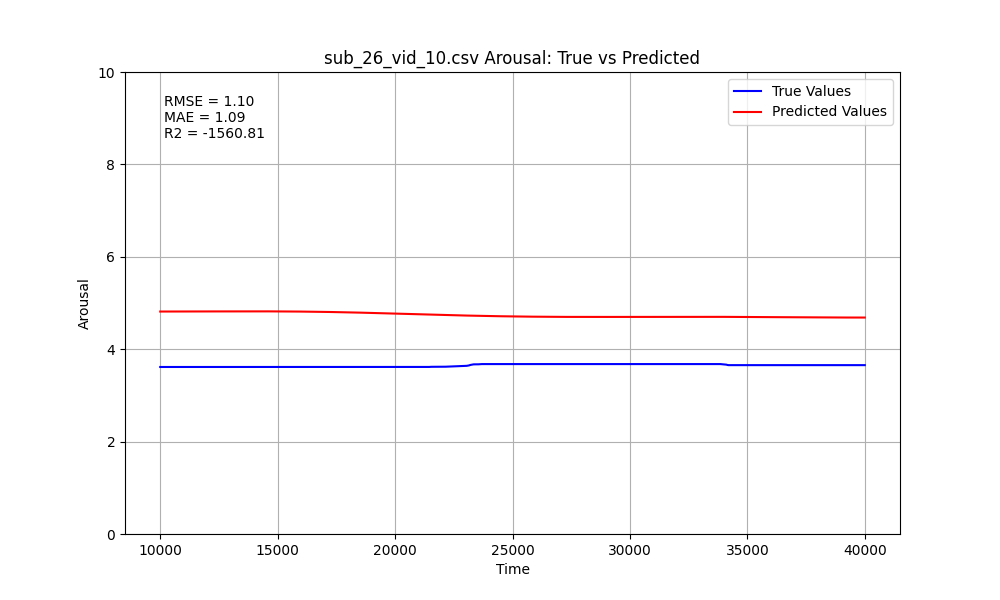 sub_26_vid_10.csv Arousal: True vs Predicted
RMSE = 1.10
MAE = 1.09
R2 = -1560.81
True Values
Predicted Values
10
8
6
4
2
0
Arousal
10000
15000
20000
25000
30000
35000
40000
Time